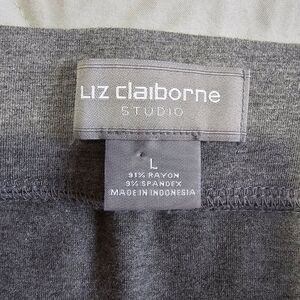 LIZ claiborne
STUDIO
L
91% RAYON
9% SPANDEX
MADE IN INDONESIA